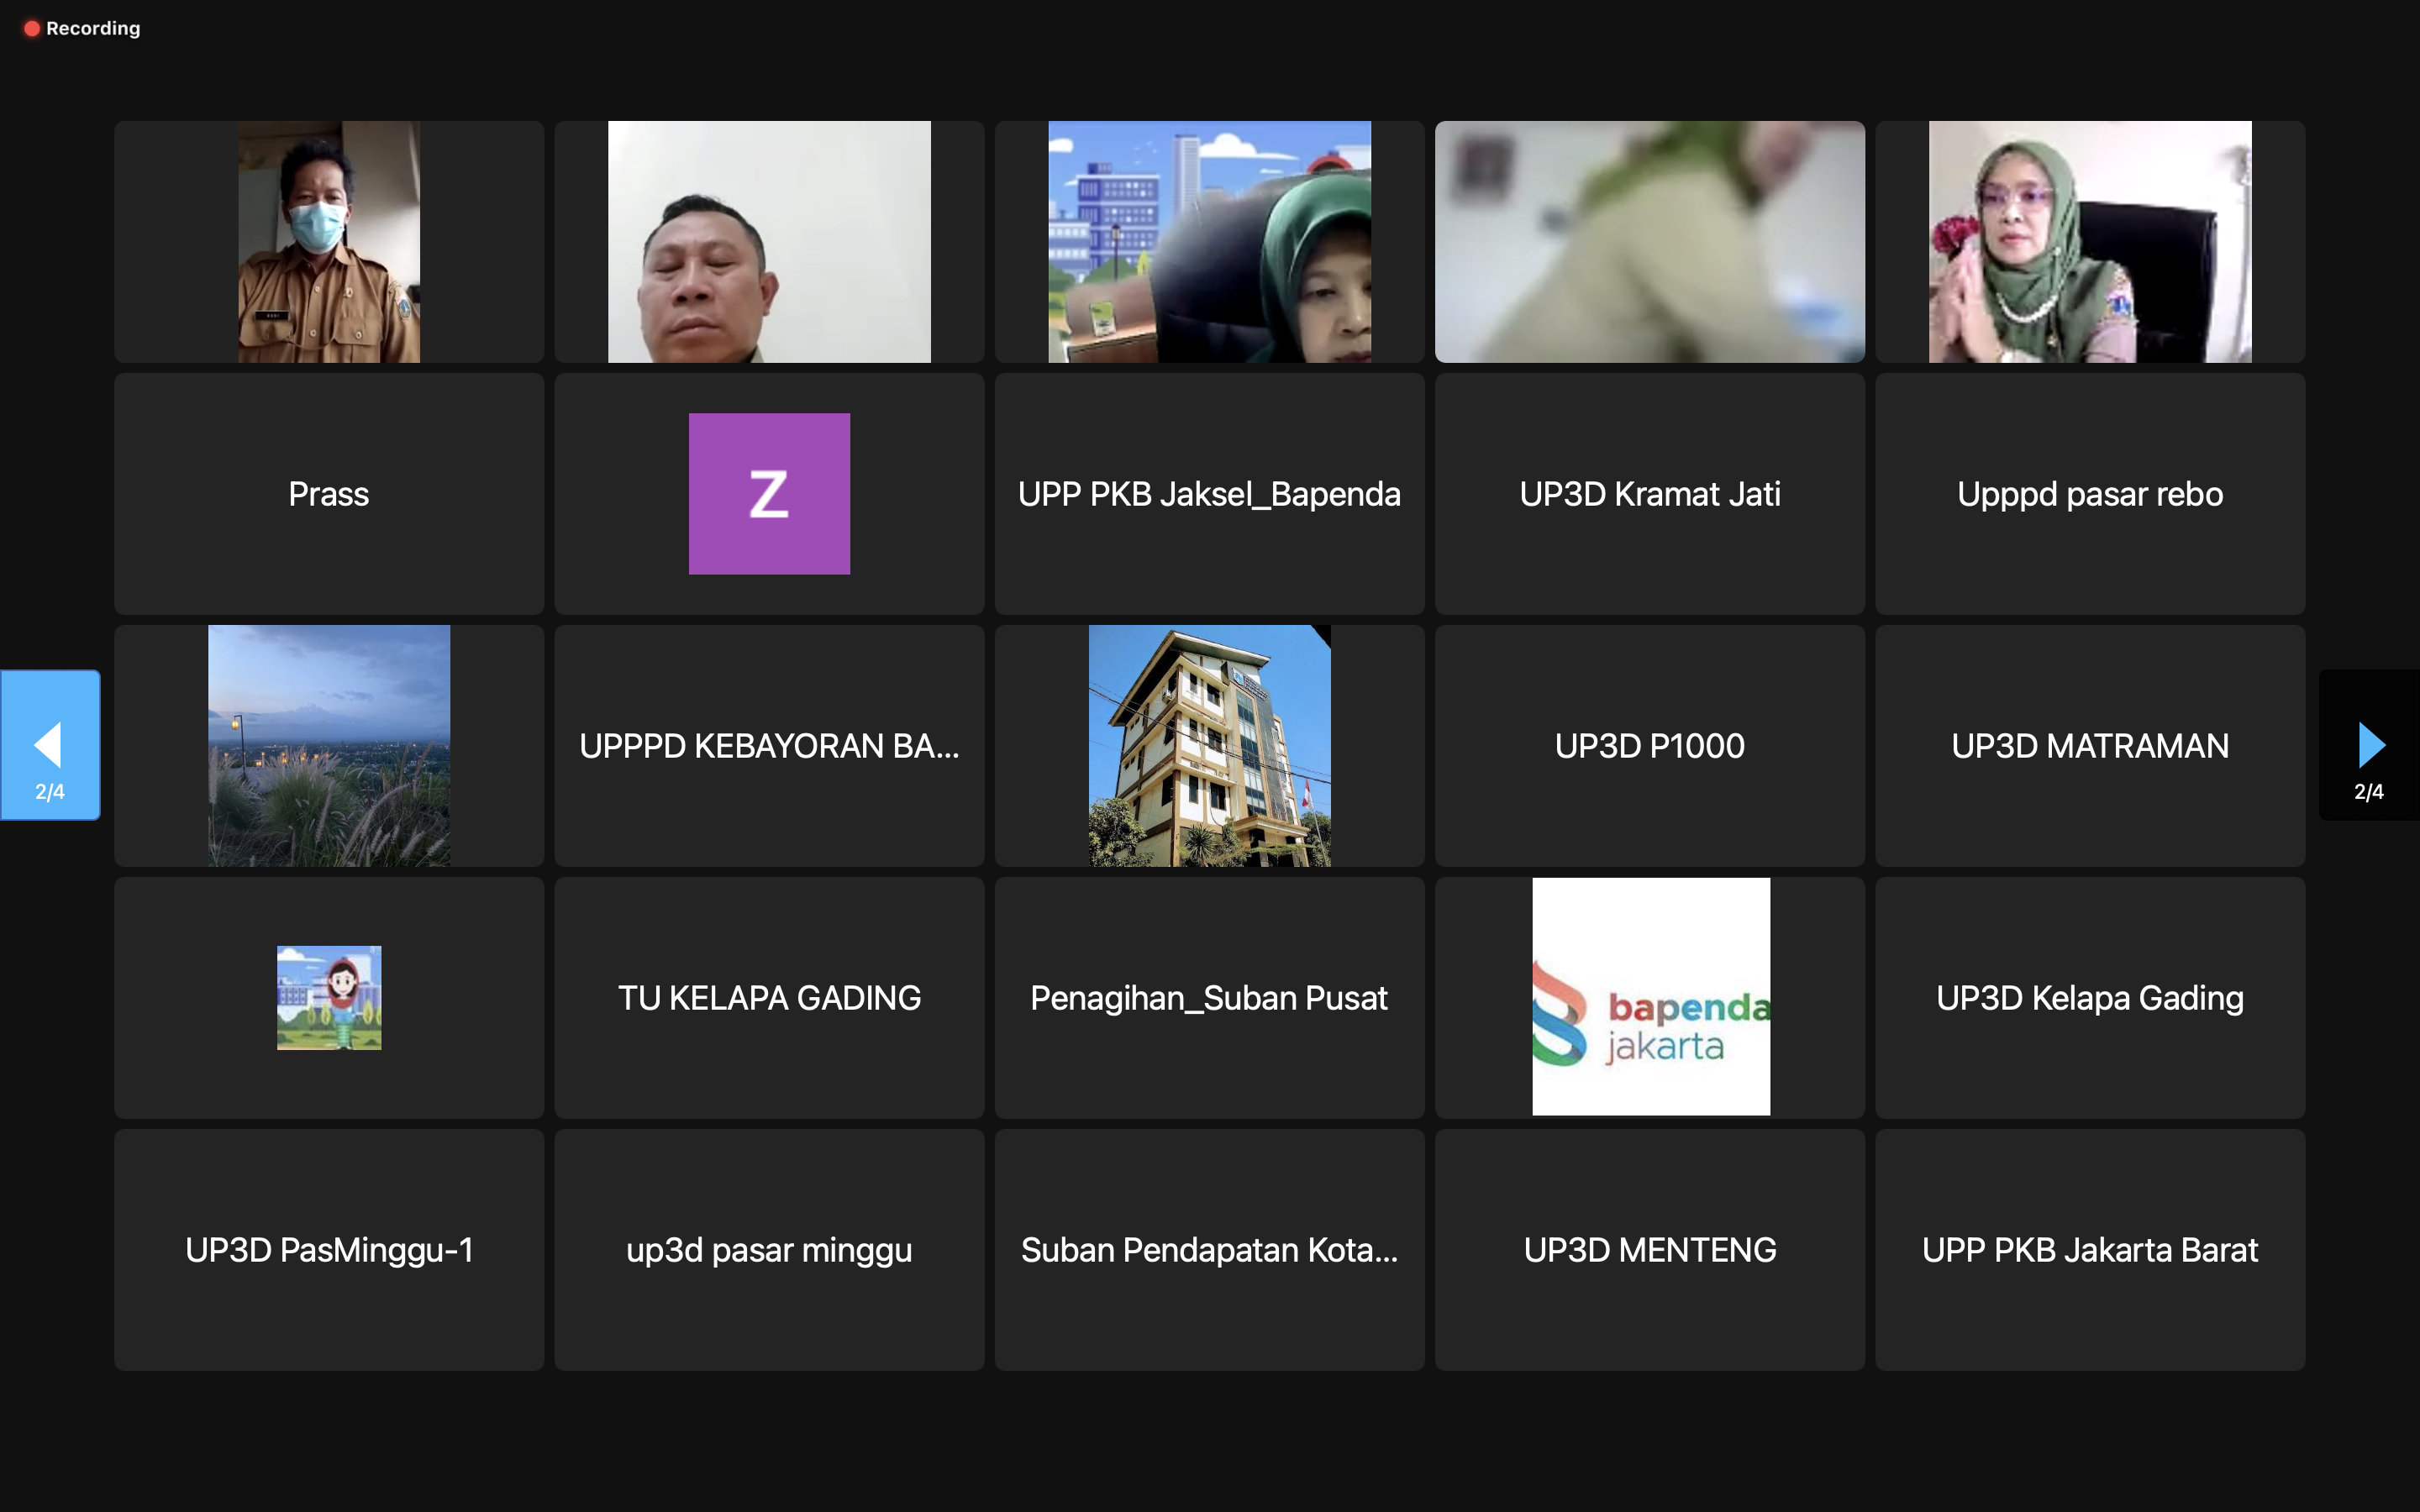 Recording
Prass
Z
UPP PKB Jaksel_Bapenda
UP3D Kramat Jati
Upppd pasar rebo
UPPPD KEBAYORAN BA...
UP3D P1000
UP3D MATRAMAN
2/4
2/4
TU KELAPA GADING
Penagihan_Suban Pusat
bapenda
jakarta
UP3D Kelapa Gading
UP3D PasMinggu-1
up3d pasar minggu
Suban Pendapatan Kota...
UP3D MENTENG
UPP PKB Jakarta Barat